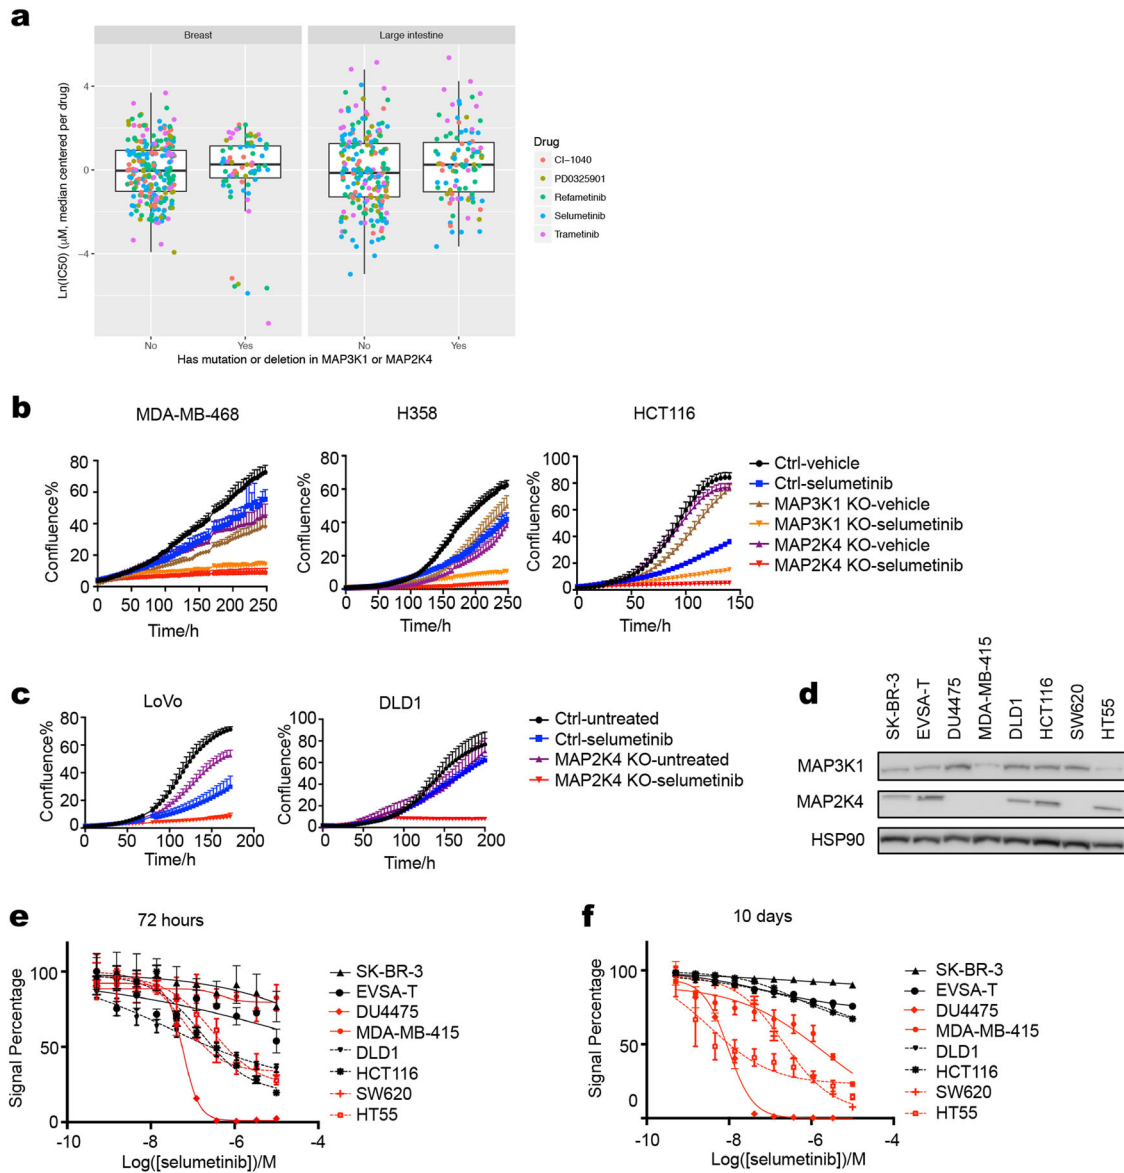 a
Breast
Large intestine
Ln(IC50) (µM, median centered per drug)
4
0
−4
No
Yes
No
Yes
Has mutation or deletion in MAP3K1 or MAP2K4
Drug
CI−1040
PD0325901
Refametinib
Selumetinib
Trametinib
b
MDA-MB-468
Confluence%
80
60
40
20
0
0 50 100 150 200 250
Time/h
H358
Confluence%
80
60
40
20
0
0 50 100 150 200 250
Time/h
HCT116
Confluence%
100
80
60
40
20
0
0 50 100 150
Time/h
Ctrl-vehicle
Ctrl-selumetinib
MAP3K1 KO-vehicle
MAP3K1 KO-selumetinib
MAP2K4 KO-vehicle
MAP2K4 KO-selumetinib
c
LoVo
Confluence%
80
60
40
20
0
0 50 100 150 200
Time/h
DLD1
Confluence%
100
80
60
40
20
0
0 50 100 150 200
Time/h
Ctrl-untreated
Ctrl-selumetinib
MAP2K4 KO-untreated
MAP2K4 KO-selumetinib
d
SK-BR-3
EVSA-T
DU4475
MDA-MB-415
DLD1
HCT116
SW620
HT55
MAP3K1
MAP2K4
HSP90
e
72 hours
Signal Percentage
100
50
0
-10 -8 -6 -4
Log([selumetinib])/M
SK-BR-3
EVSA-T
DU4475
MDA-MB-415
DLD1
HCT116
SW620
HT55
f
10 days
Signal Percentage
100
50
0
-10 -8 -6 -4
Log([selumetinib])/M
SK-BR-3
EVSA-T
DU4475
MDA-MB-415
DLD1
HCT116
SW620
HT55